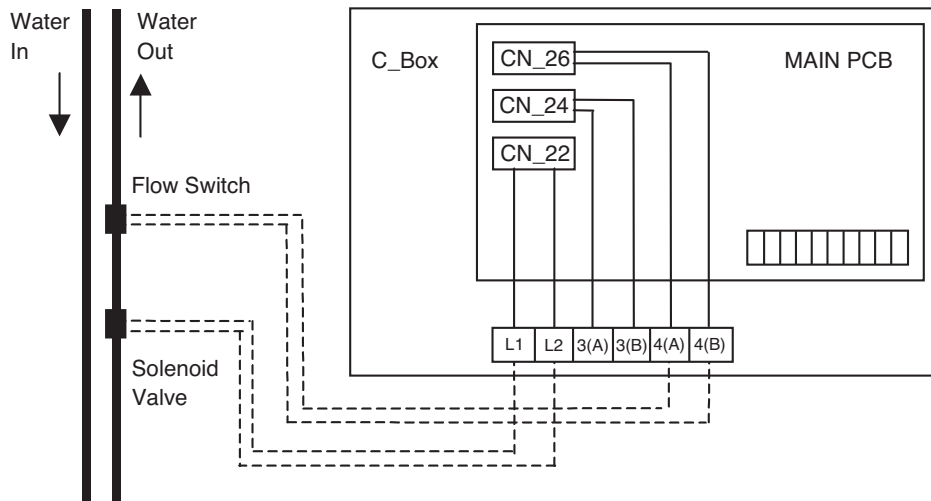 Water
In
Water
Out
C_Box
MAIN PCB
CN_26
CN_24
CN_22
Flow Switch
L1
L2
3(A)
3(B)
4(A)
4(B)
Solenoid
Valve